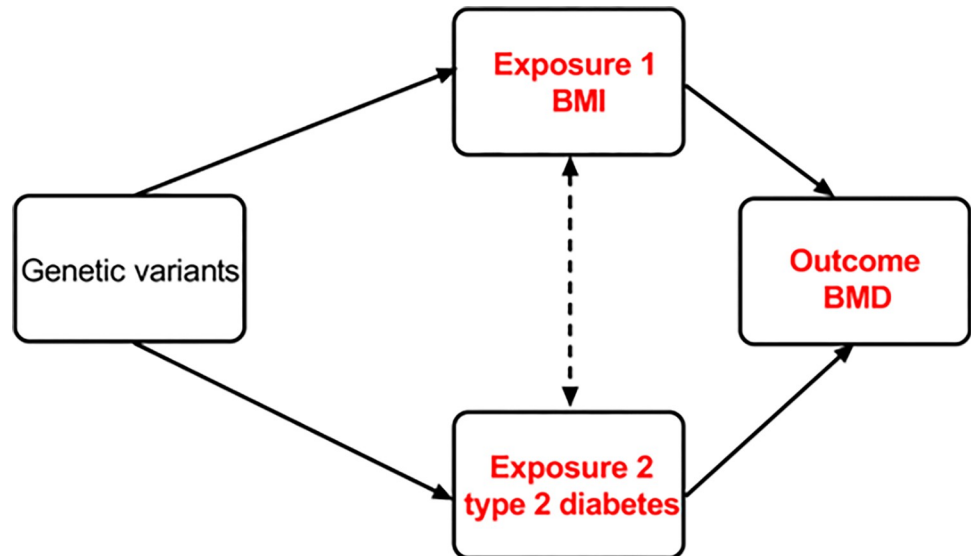 Exposure 1
BMI
Genetic variants
Outcome
BMD
Exposure 2
type 2 diabetes